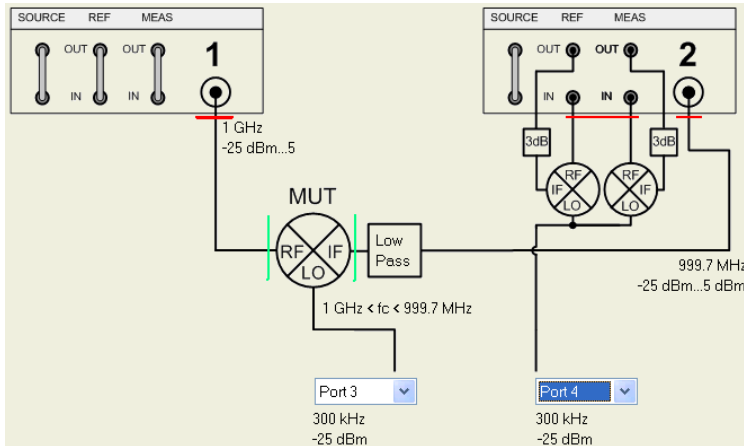 SOURCE REF MEAS
OUT OUT 1
IN IN
1 GHz
-25 dBm...5
SOURCE REF MEAS
OUT OUT 2
IN IN
3dB 3dB
RF RF
IF IF
LO LO
MUT
RF IF
LO
Low
Pass
999.7 MHz
-25 dBm...5 dBm
1 GHz < fc < 999.7 MHz
Port 3
300 kHz
-25 dBm
Port 4
300 kHz
-25 dBm